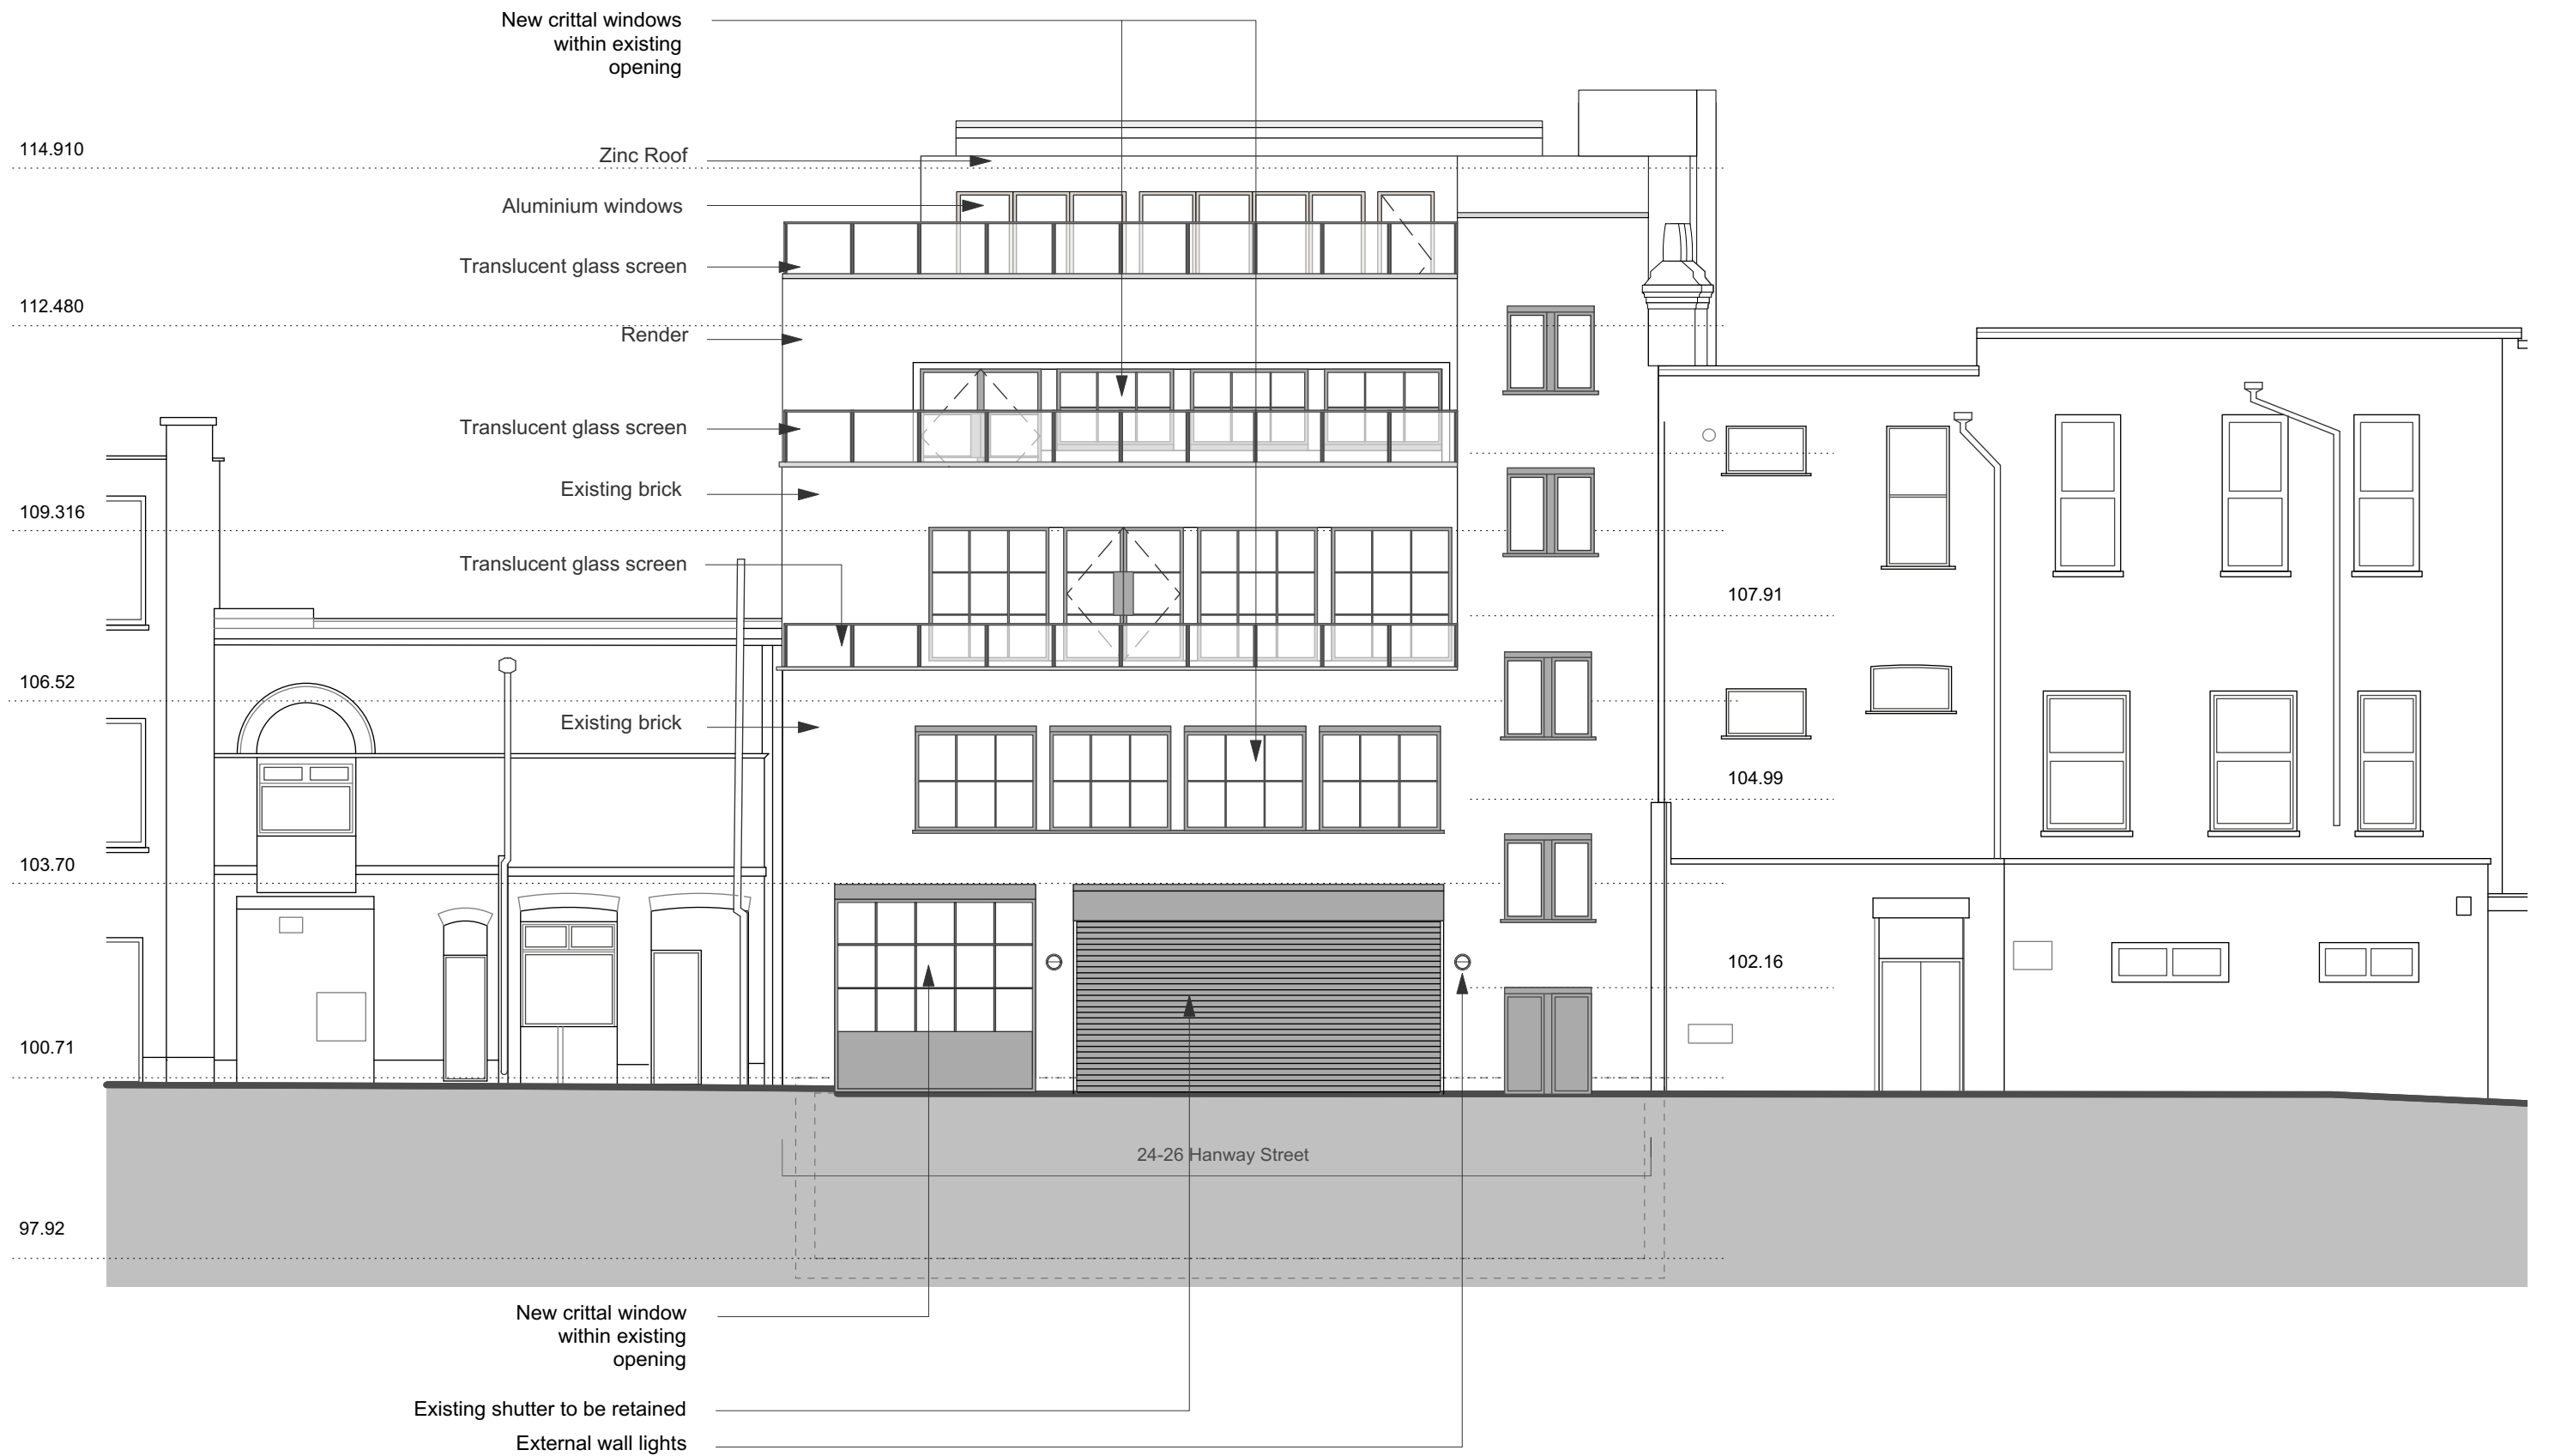 New crittal windows
within existing
opening
114.910
Zinc Roof
Aluminium windows
Translucent glass screen
112.480
Render
Translucent glass screen
Existing brick
109.316
Translucent glass screen
107.91
106.52
Existing brick
104.99
103.70
102.16
100.71
24-26 Hanway Street
97.92
New crittal window
within existing
opening
Existing shutter to be retained
External wall lights